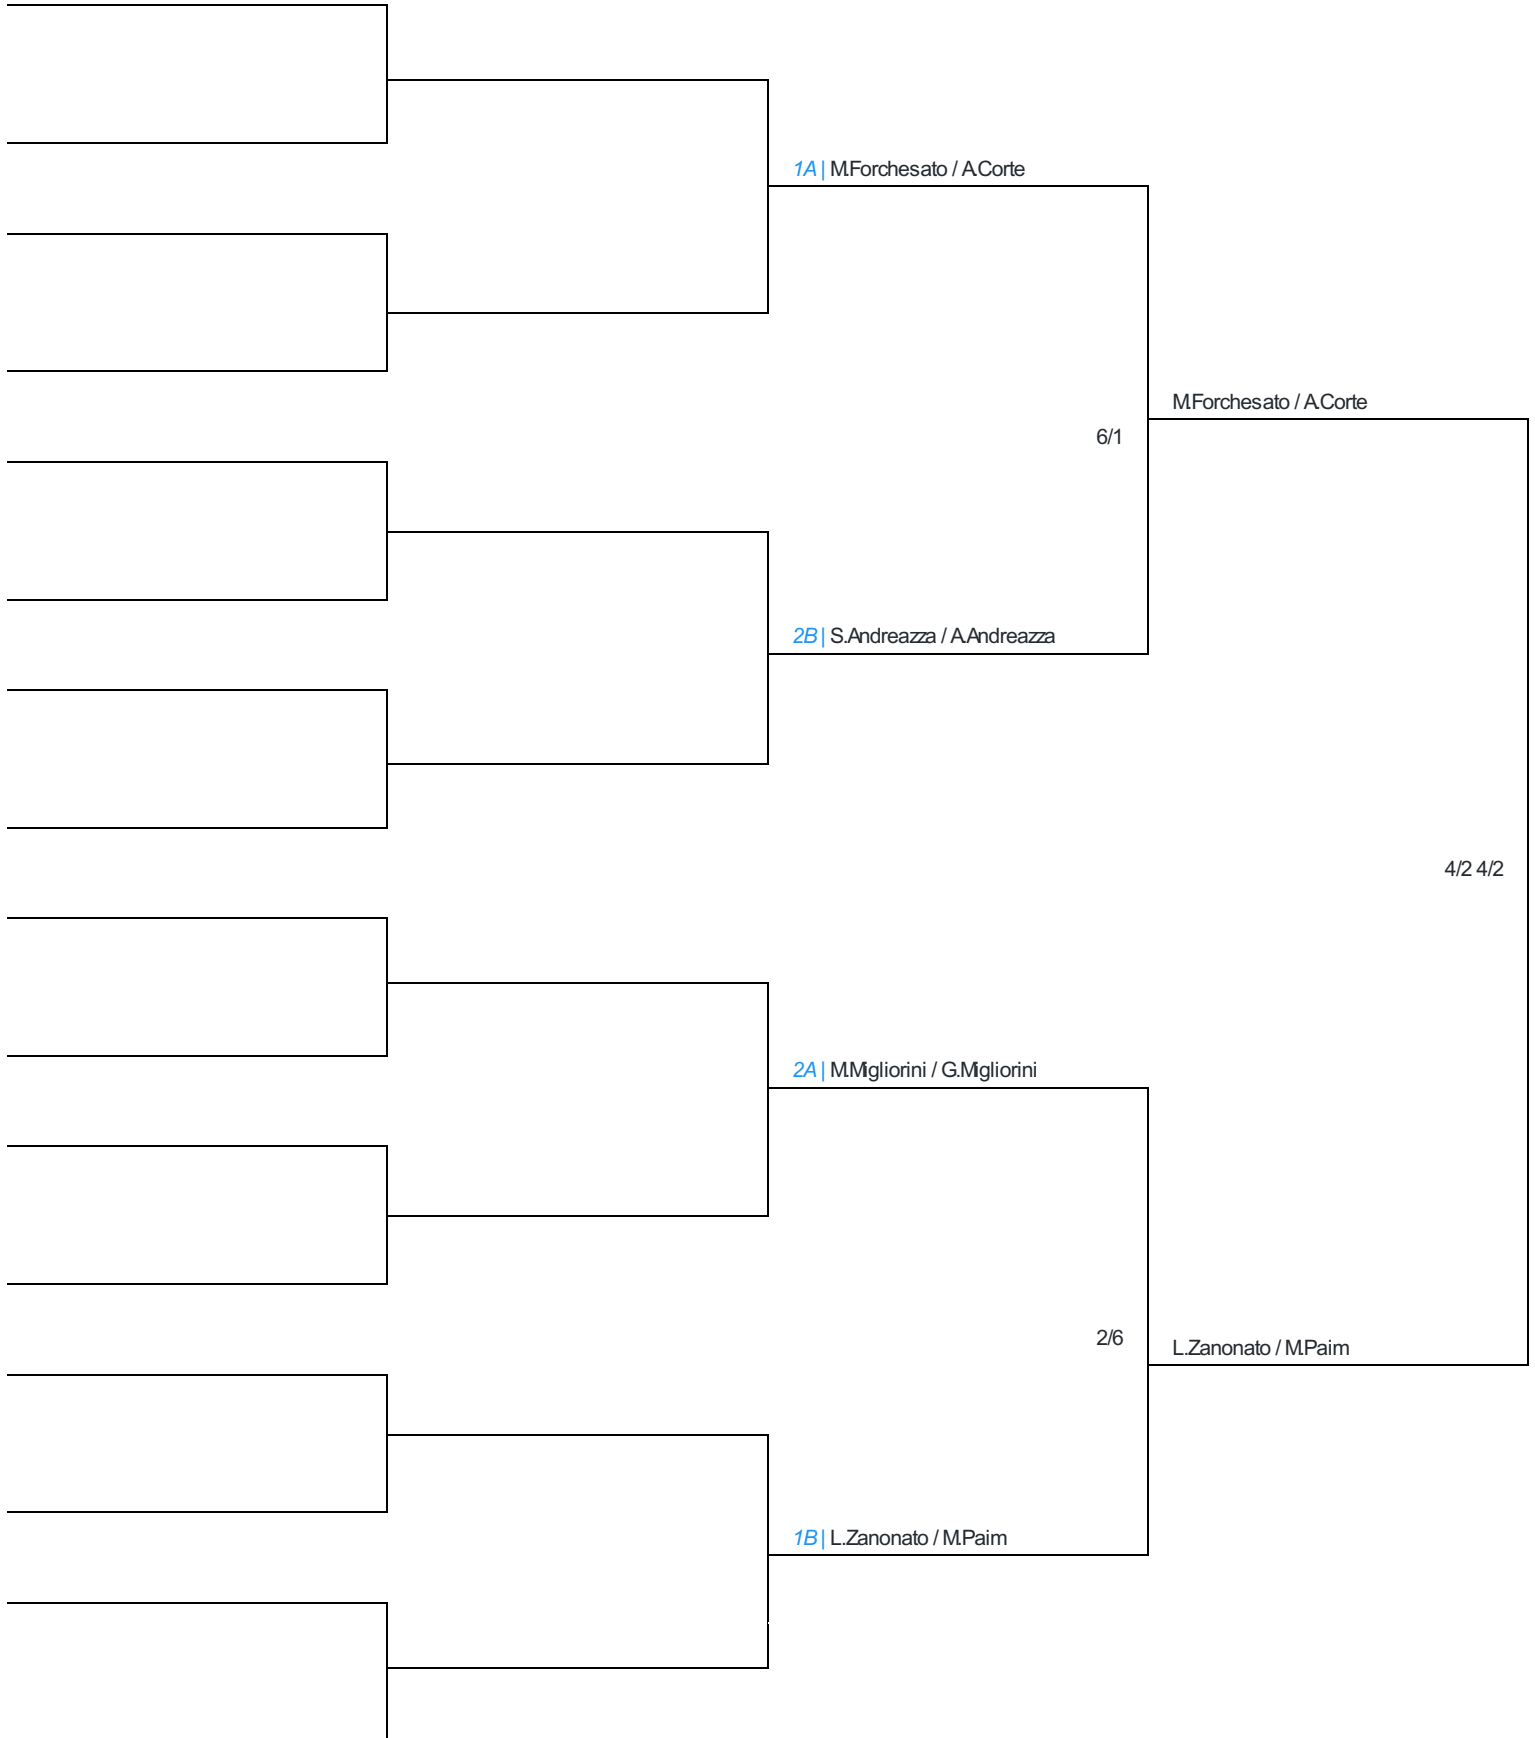 1A | M.Forchesato / A.Corte
M.Forchesato / A.Corte
6/1
2B | S.Andreazza / A.Andreazza
4/2 4/2
2A | M.Migliorini / G.Migliorini
2/6
L.Zanonato / M.Paim
1B | L.Zanonato / M.Paim